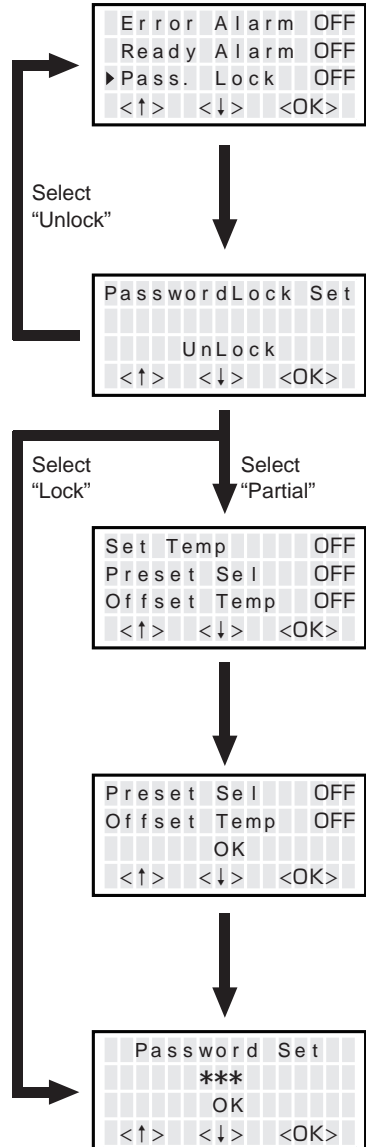 Error Alarm OFF
Ready Alarm OFF
▶Pass. Lock OFF
<↑> <↓> <OK>
Select
“Unlock”
PasswordLock Set
UnLock
<↑> <↓> <OK>
Select
“Lock”
Select
“Partial”
Set Temp OFF
Preset Sel OFF
Offset Temp OFF
<↑> <↓> <OK>
Preset Sel OFF
Offset Temp OFF
OK
<↑> <↓> <OK>
Password Set
***
OK
<↑> <↓> <OK>